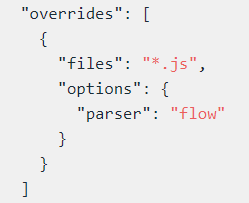 "overrides": [
  {
    "files": "*.js",
    "options": {
      "parser": "flow"
    }
  }
]